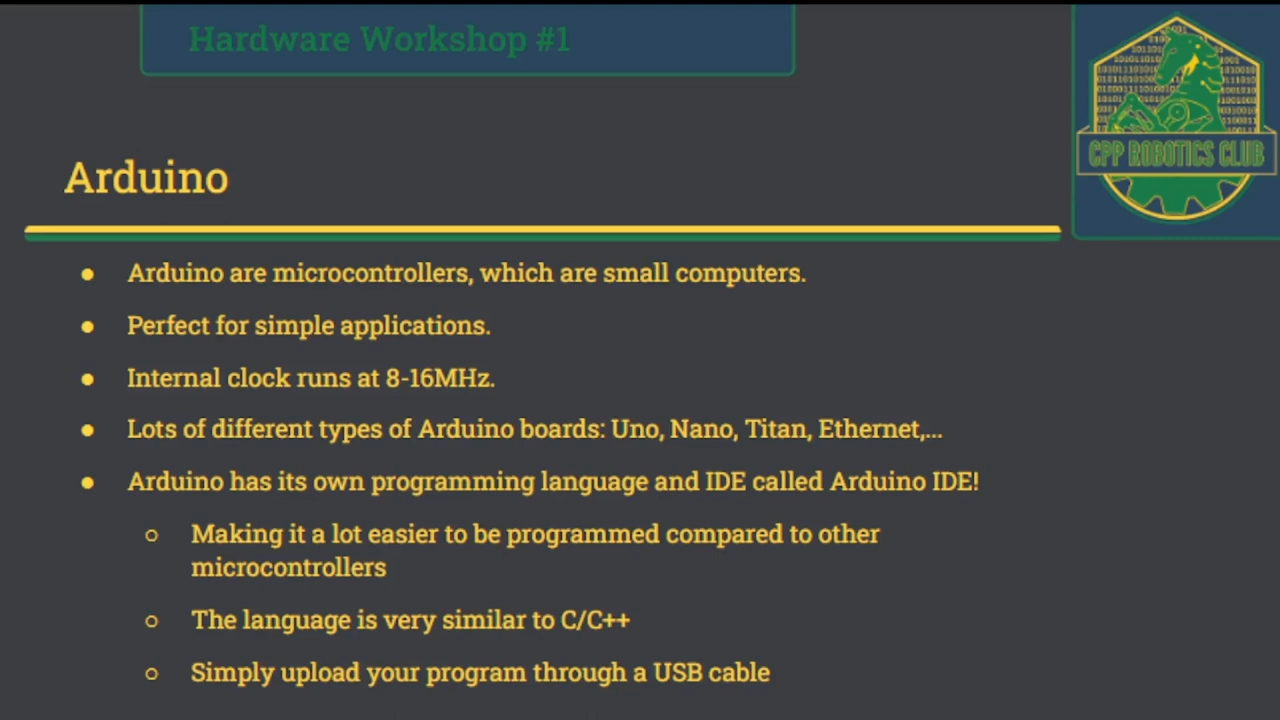 Hardware Workshop #1
CPP ROBOTICS CLUB
Arduino
● Arduino are microcontrollers, which are small computers.
● Perfect for simple applications.
● Internal clock runs at 8-16MHz.
● Lots of different types of Arduino boards: Uno, Nano, Titan, Ethernet,...
● Arduino has its own programming language and IDE called Arduino IDE!
○ Making it a lot easier to be programmed compared to other
microcontrollers
○ The language is very similar to C/C++
○ Simply upload your program through a USB cable